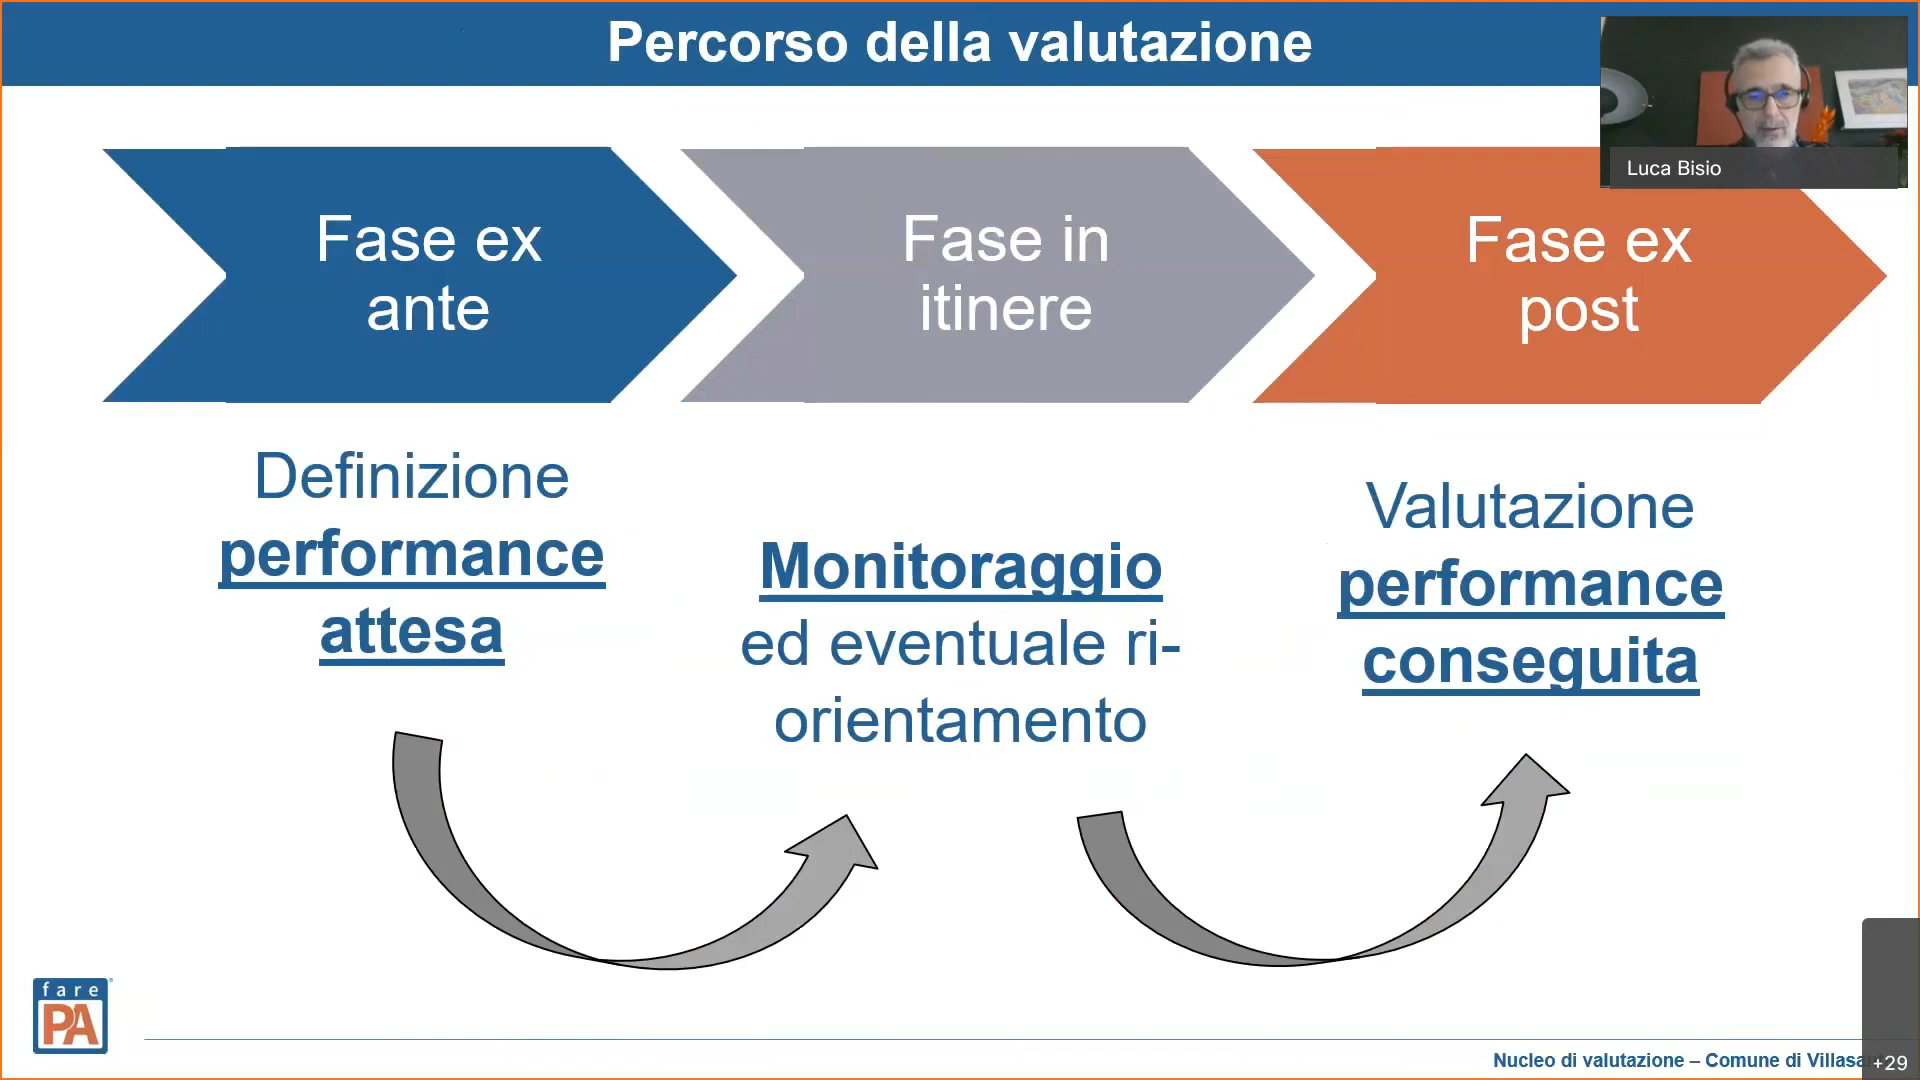 Percorso della valutazione
Luca Bisio
Fase ex
ante
Fase in
itinere
Fase ex
post
Definizione
performance
attesa
Monitoraggio
ed eventuale ri-
orientamento
Valutazione
performance
conseguita
fare
PA
Nucleo di valutazione – Comune di
+29